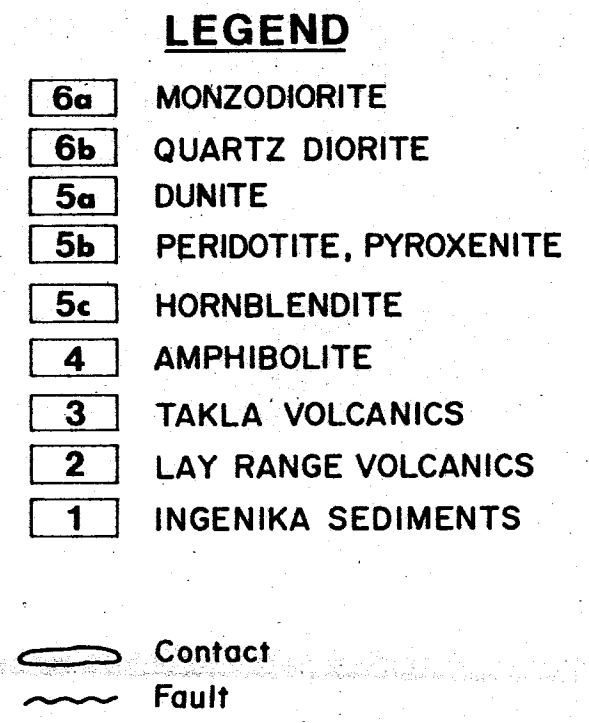 LEGEND
6a MONZODIORITE
6b QUARTZ DIORITE
5a DUNITE
5b PERIDOTITE, PYROXENITE
5c HORNBLENDITE
4 AMPHIBOLITE
3 TAKLA VOLCANICS
2 LAY RANGE VOLCANICS
1 INGENIKA SEDIMENTS
Contact
Fault